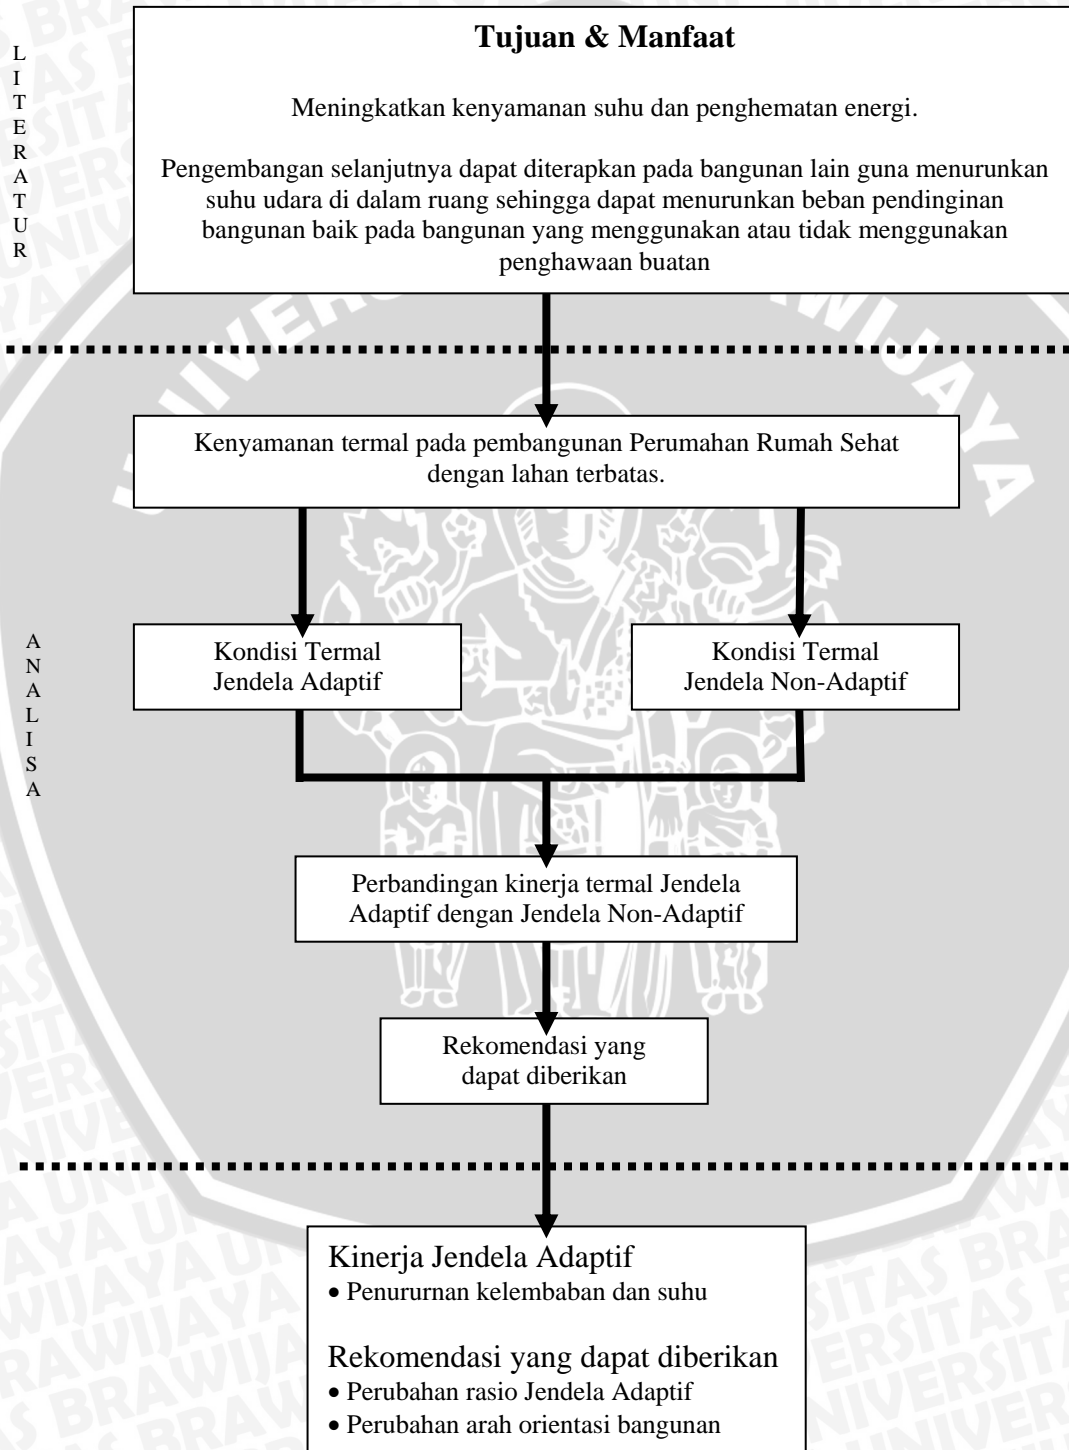 Tujuan & Manfaat
Meningkatkan kenyamanan suhu dan penghematan energi.
Pengembangan selanjutnya dapat diterapkan pada bangunan lain guna menurunkan
suhu udara di dalam ruang sehingga dapat menurunkan beban pendinginan
bangunan baik pada bangunan yang menggunakan atau tidak menggunakan
penghawaan buatan
L
I
T
E
R
A
T
U
R
Kenyamanan termal pada pembangunan Perumahan Rumah Sehat
dengan lahan terbatas.
Kondisi Termal
Jendela Adaptif
Kondisi Termal
Jendela Non-Adaptif
A
N
A
L
I
S
A
Perbandingan kinerja termal Jendela
Adaptif dengan Jendela Non-Adaptif
Rekomendasi yang
dapat diberikan
Kinerja Jendela Adaptif
• Penururnan kelembaban dan suhu
Rekomendasi yang dapat diberikan
• Perubahan rasio Jendela Adaptif
• Perubahan arah orientasi bangunan